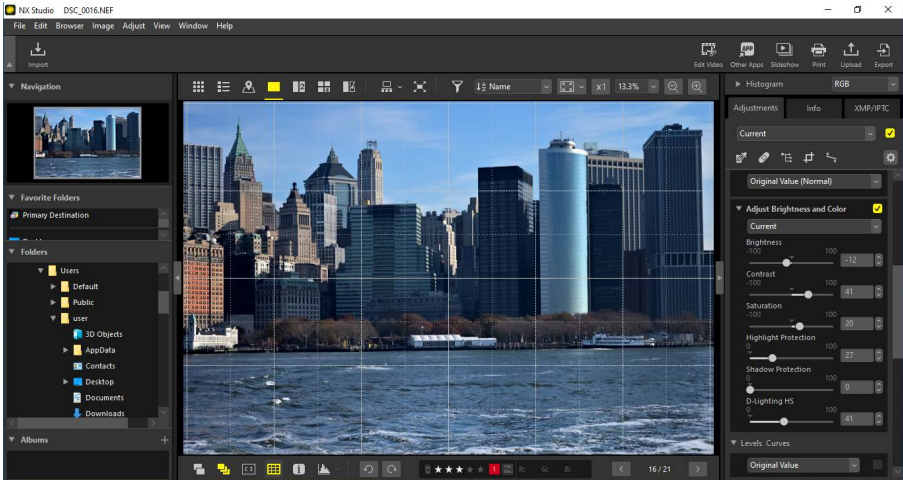 NX Studio DSC_0016.NEF
File Edit Browser Image Adjust View Window Help
Import
Edit Video Other Apps Slideshow Print Upload Export
Navigation
Histogram RGB
Name x1 13.3%
Adjustments Info XMP/IPTC
Current
Original Value (Normal)
Favorite Folders
Primary Destination
Folders
Users
Default
Public
user
3D Objects
AppData
Contacts
Desktop
Documents
Downloads
Albums
Adjust Brightness and Color
Current
Brightness
-100 100
-12
Contrast
-100 100
41
Saturation
-100 100
20
Highlight Protection
0 100
27
Shadow Protection
0 100
0
D-Lighting HS
0 100
41
Levels Curves
Original Value
1 R: G: B:
16 / 21